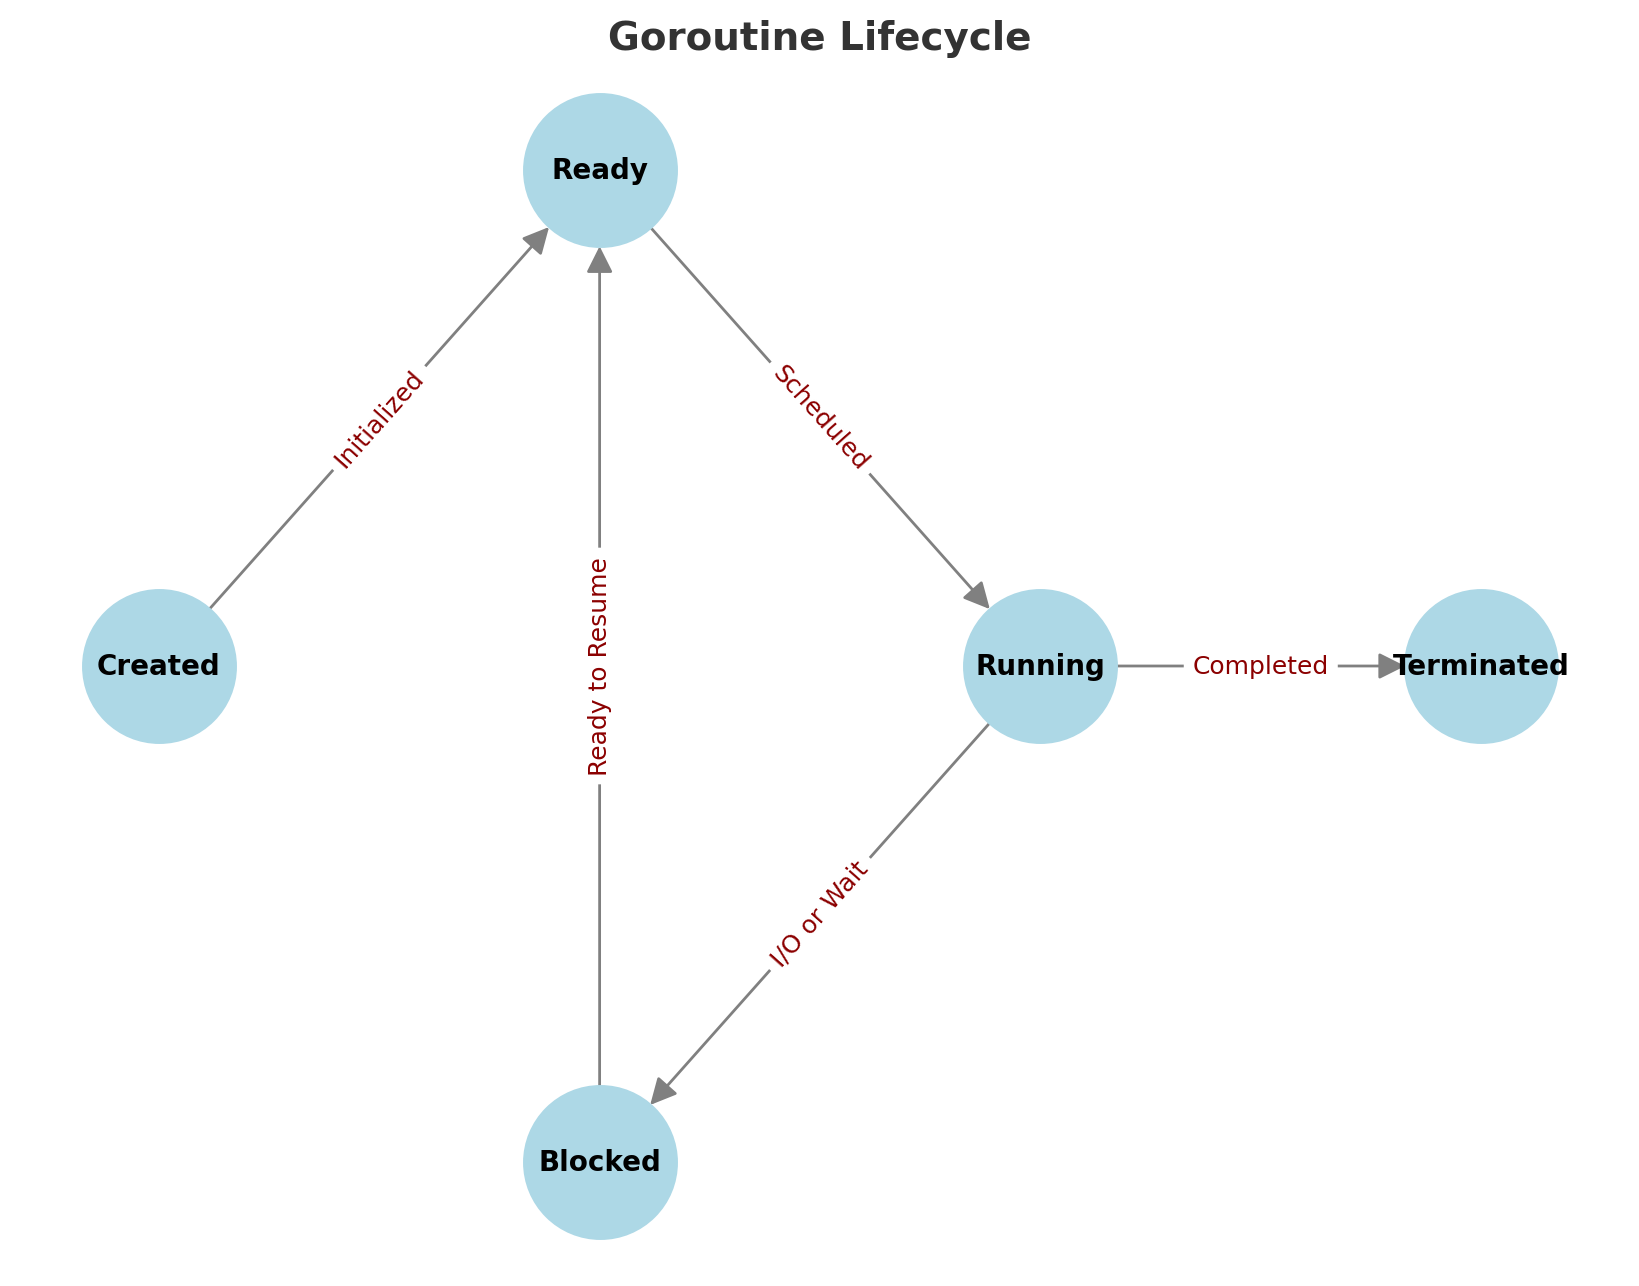 Goroutine Lifecycle
Ready
Initialized
Scheduled
Ready to Resume
Created
Running
Completed
Terminated
I/O or Wait
Blocked